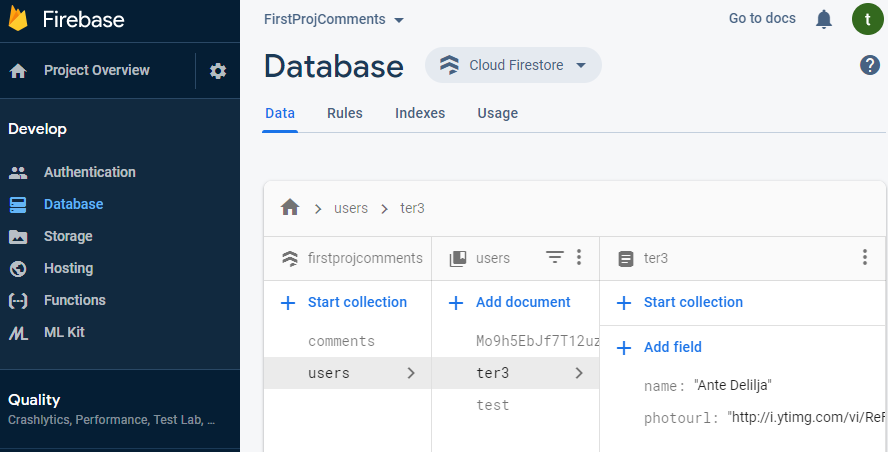 Firebase
Project Overview
Develop
Authentication
Database
Storage
Hosting
Functions
ML Kit
Quality
Crashlytics, Performance, Test Lab, ...
FirstProjComments
Go to docs
t
Database
Cloud Firestore
?
Data Rules Indexes Usage
users ter3
firstprojcomments
Start collection
comments
users
users
Add document
Mo9h5EbJf7T12uz
ter3
test
ter3
Start collection
Add field
name: "Ante Delilja"
photourl: "http://i.ytimg.com/vi/ReF